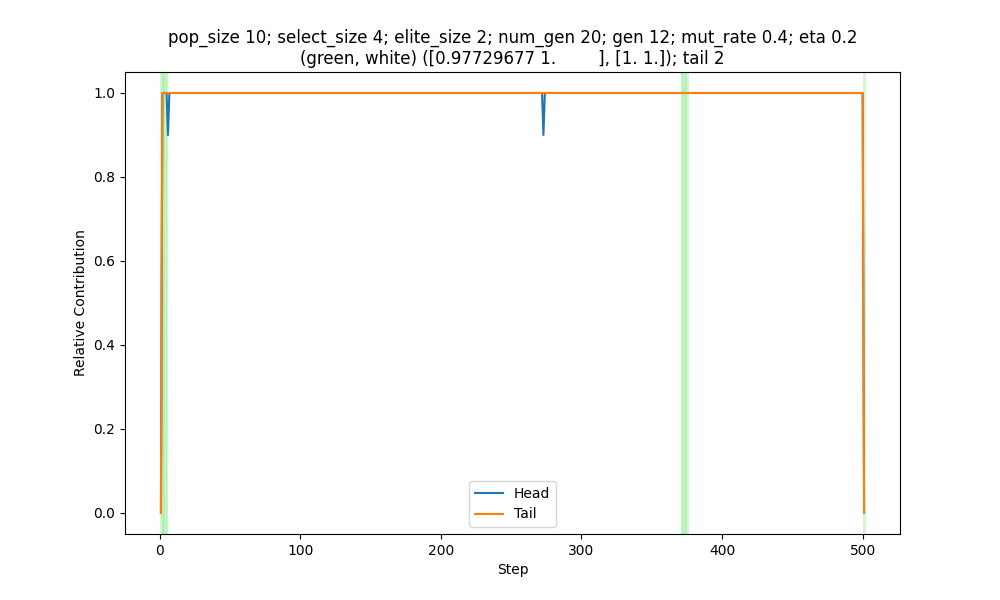 pop_size 10; select_size 4; elite_size 2; num_gen 20; gen 12; mut_rate 0.4; eta 0.2
(green, white) ([0.97729677 1.        ], [1. 1.]); tail 2
1.0
0.8
0.6
0.4
0.2
0.0
Relative Contribution
Head
Tail
0
100
200
300
400
500
Step